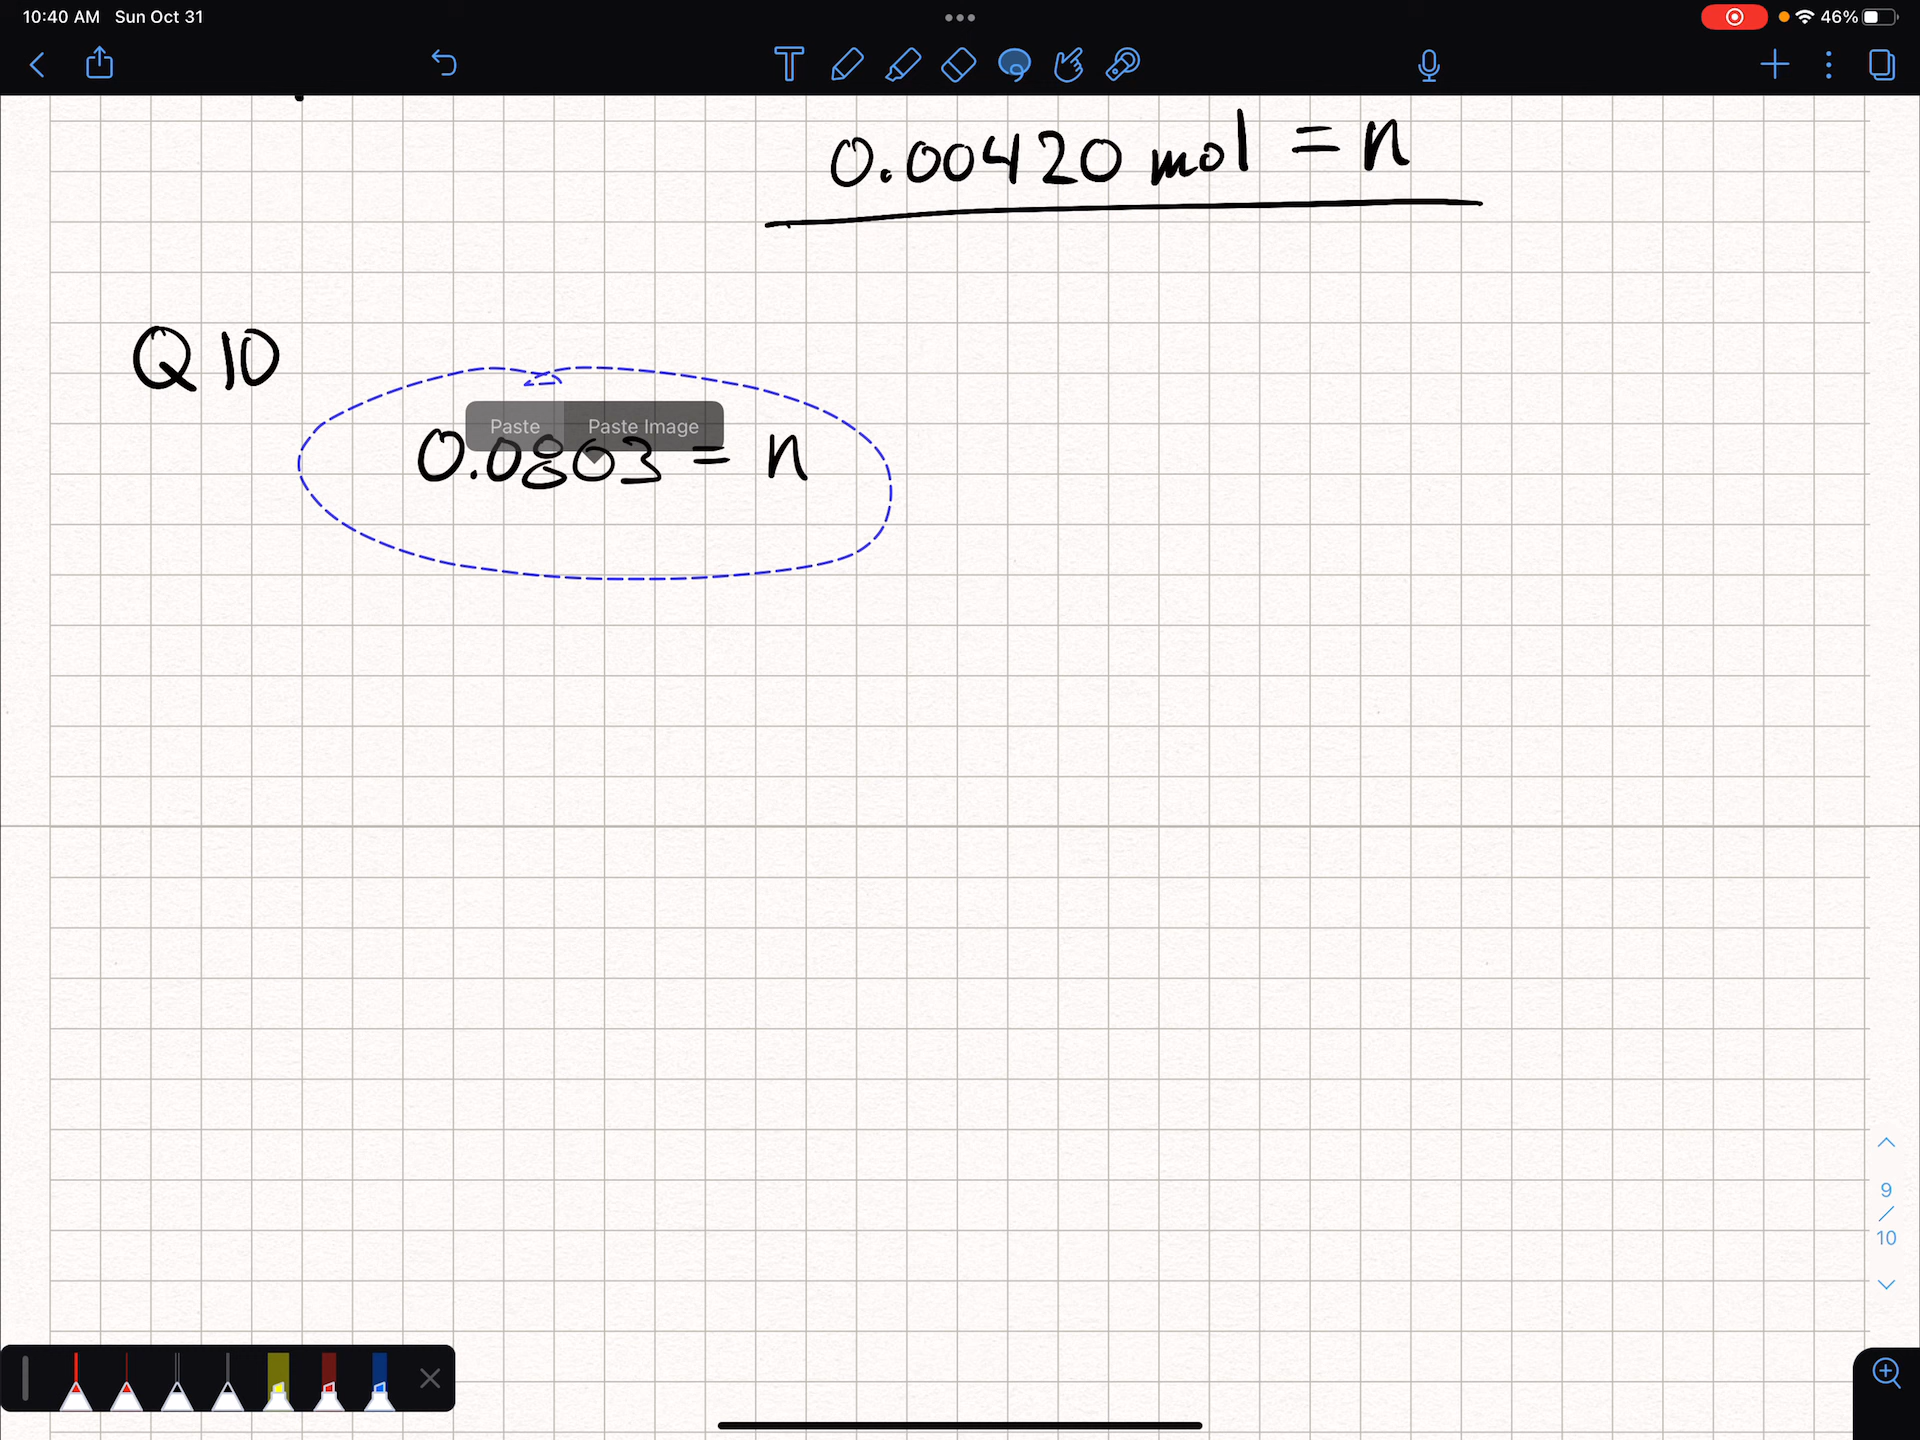 10:40 AM Sun Oct 31
46%
0.00420 mol = n
Q 10
Paste Paste Image
0.0803 = n
9
/
10